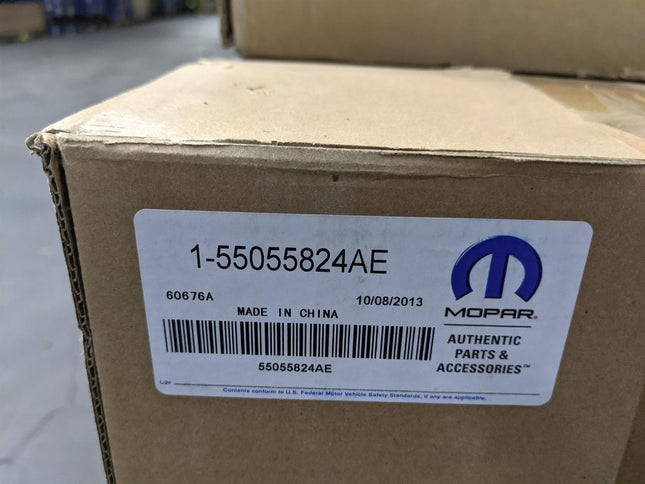 1-55055824AE
60676A 10/08/2013
MADE IN CHINA
55055824AE
MOPAR®
AUTHENTIC
PARTS &
ACCESSORIES™
Contents conform to U.S. Federal Motor Vehicle Safety Standards, if any are applicable.